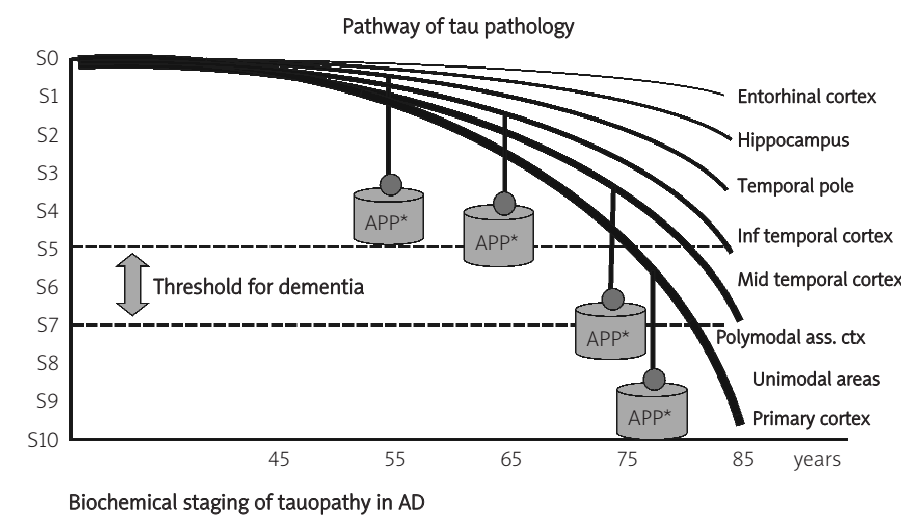 Pathway of tau pathology
S0
S1
S2
S3
S4
S5
S6
S7
S8
S9
S10
Entorhinal cortex
Hippocampus
Temporal pole
Inf temporal cortex
Mid temporal cortex
Polymodal ass. ctx
Unimodal areas
Primary cortex
APP*
APP*
APP*
APP*
Threshold for dementia
45 55 65 75 85 years
Biochemical staging of tauopathy in AD